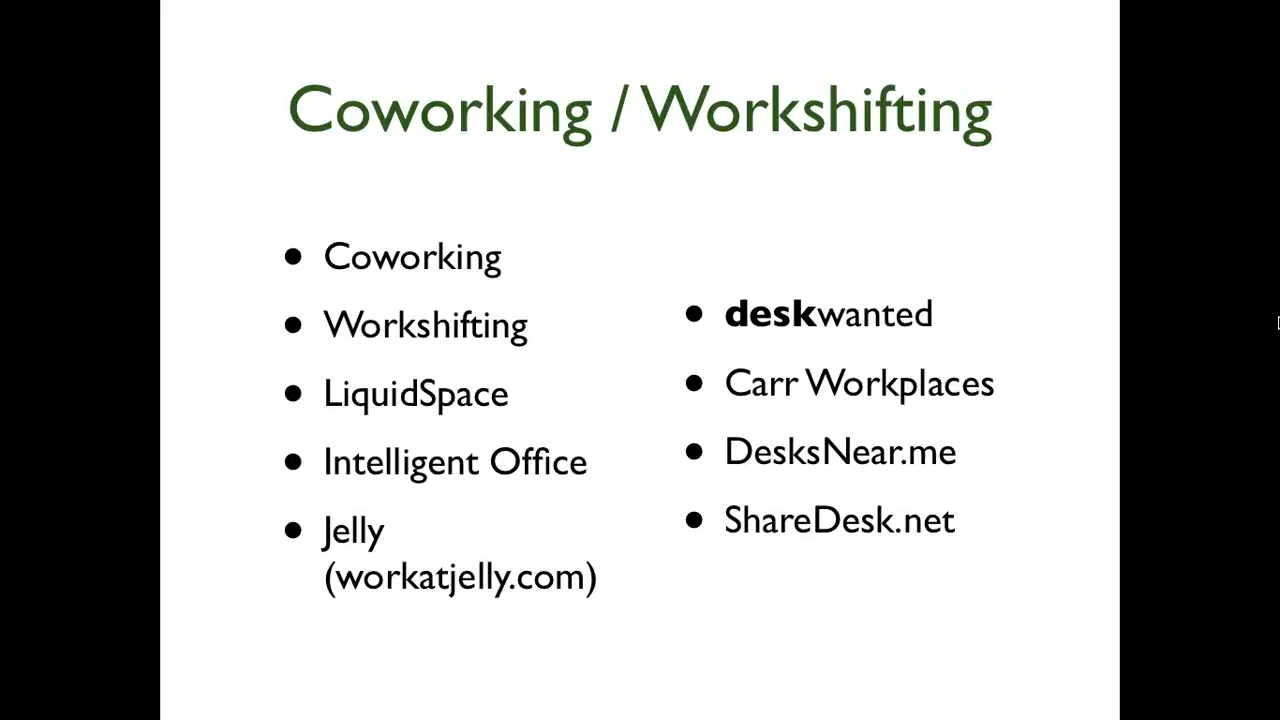 Coworking / Workshifting
• Coworking
• Workshifting
• LiquidSpace
• Intelligent Office
• Jelly
(workatjelly.com)
• deskwanted
• Carr Workplaces
• DesksNear.me
• ShareDesk.net